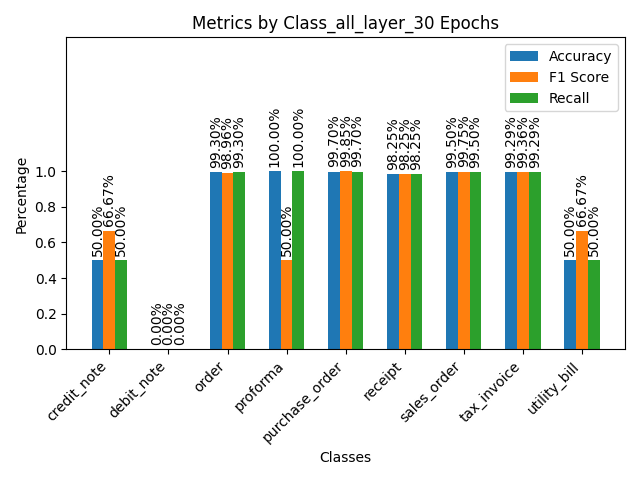 Metrics by Class_all_layer_30 Epochs
Accuracy
F1 Score
Recall
Percentage
1.0
0.8
0.6
0.4
0.2
0.0
50.00%
66.67%
50.00%
0.00%
0.00%
0.00%
99.30%
98.96%
99.30%
100.00%
50.00%
100.00%
99.70%
99.85%
99.70%
98.25%
98.25%
98.25%
99.50%
99.75%
99.50%
99.29%
99.36%
99.29%
50.00%
66.67%
50.00%
credit_note
debit_note
order
proforma
purchase_order
receipt
sales_order
tax_invoice
utility_bill
Classes